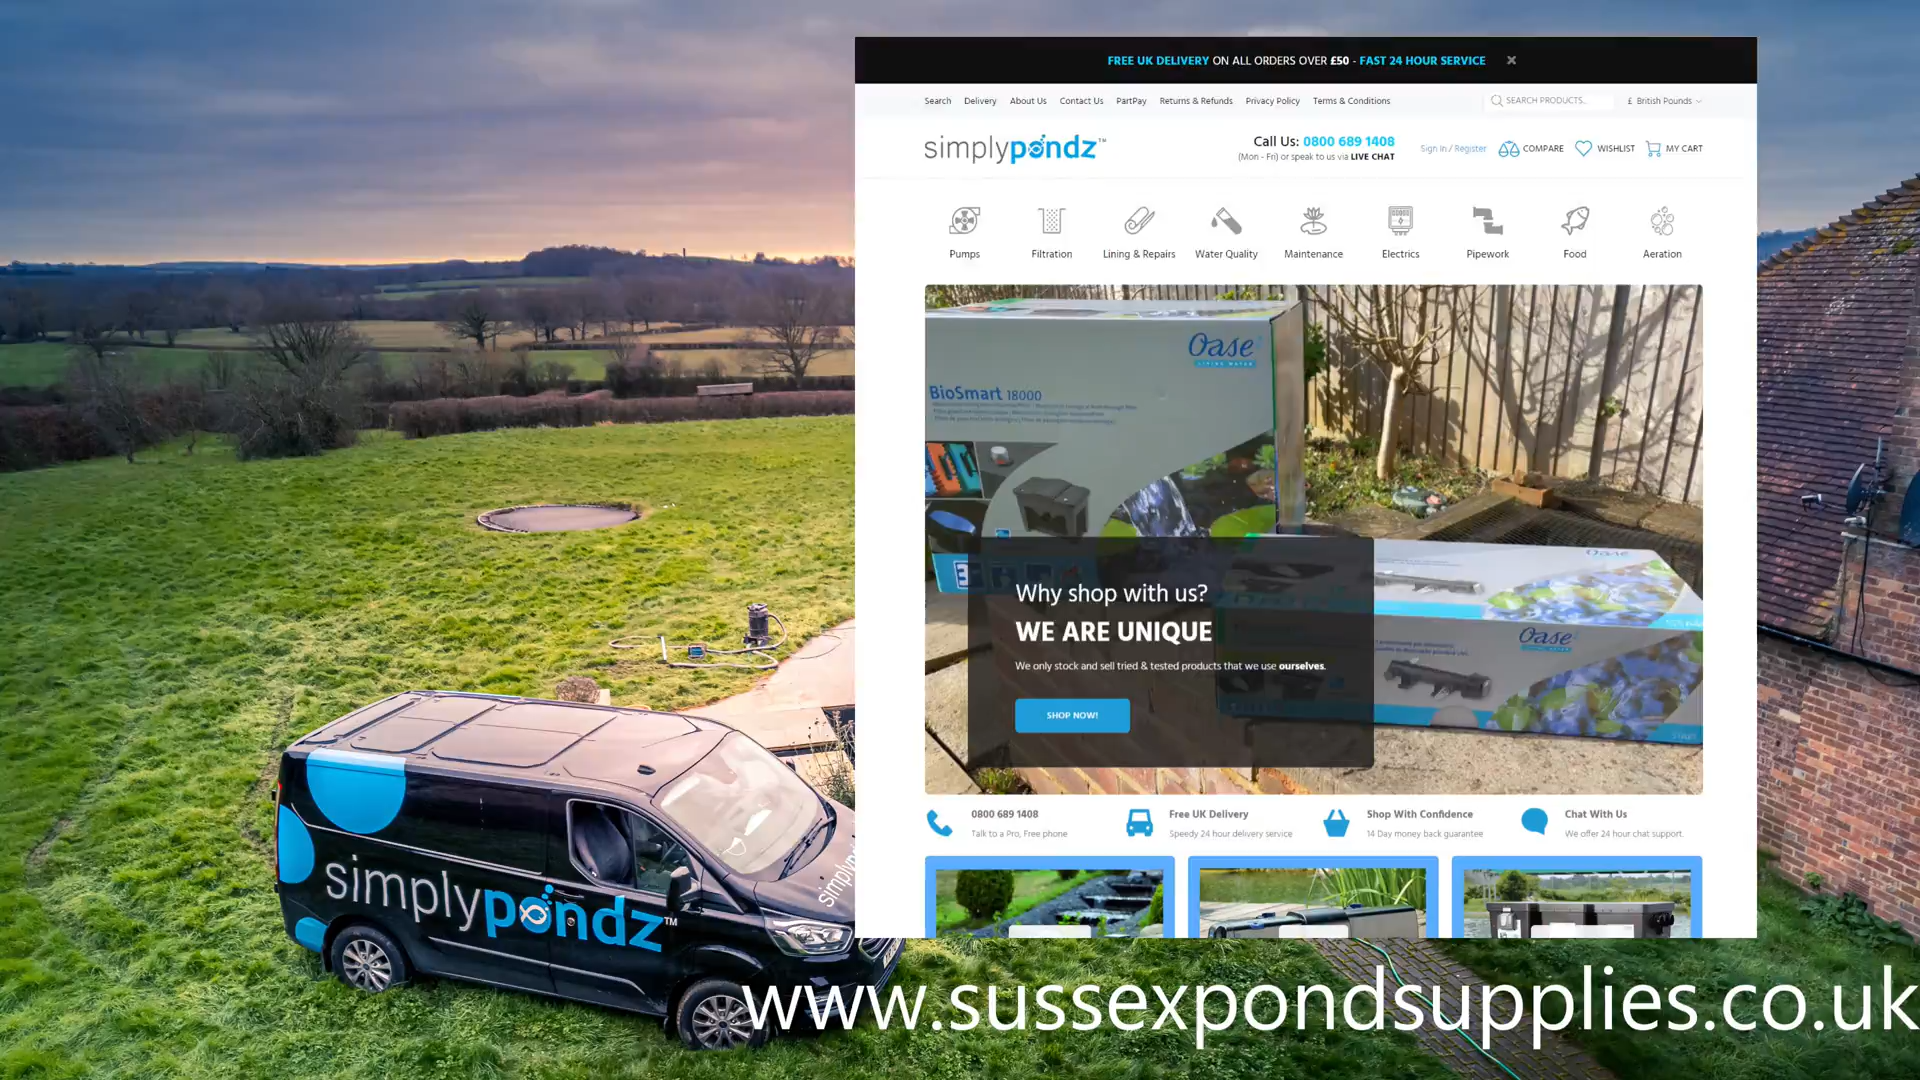 FREE UK DELIVERY ON ALL ORDERS OVER £50 - FAST 24 HOUR SERVICE
Search Delivery About Us Contact Us PartPay Returns & Refunds Privacy Policy Terms & Conditions
SEARCH PRODUCTS..
£ British Pounds
simplypondz™
Call Us: 0800 689 1408
(Mon - Fri) or speak to us via LIVE CHAT
Sign In / Register
COMPARE
WISHLIST
MY CART
Pumps Filtration Lining & Repairs Water Quality Maintenance Electrics Pipework Food Aeration
Oase
LIVING WATER
BioSmart 18000
Oase
Oase
Why shop with us?
WE ARE UNIQUE
We only stock and sell tried & tested products that we use ourselves.
SHOP NOW!
0800 689 1408
Talk to a Pro, Free phone
Free UK Delivery
Speedy 24 hour delivery service
Shop With Confidence
14 Day money back guarantee
Chat With Us
We offer 24 hour chat support.
simplypondz™
www.sussexpondsupplies.co.uk